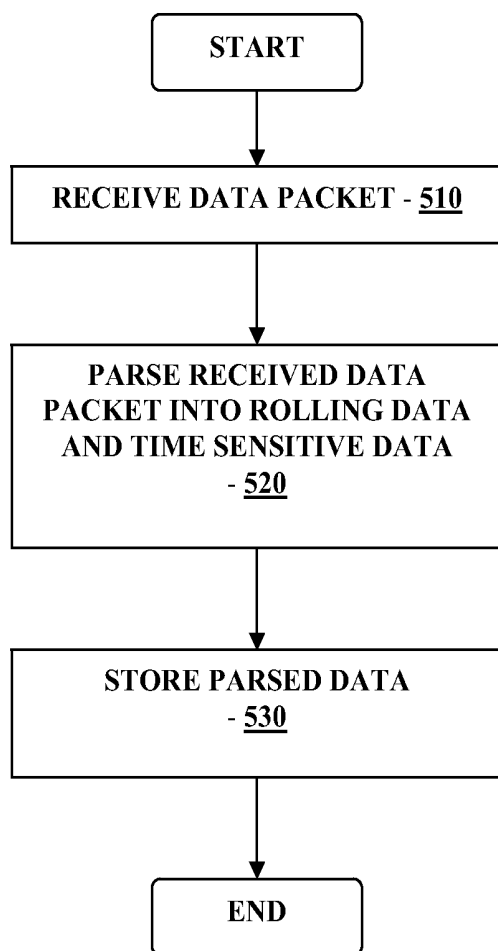 START
RECEIVE DATA PACKET - 510
PARSE RECEIVED DATA
PACKET INTO ROLLING DATA
AND TIME SENSITIVE DATA
- 520
STORE PARSED DATA
- 530
END